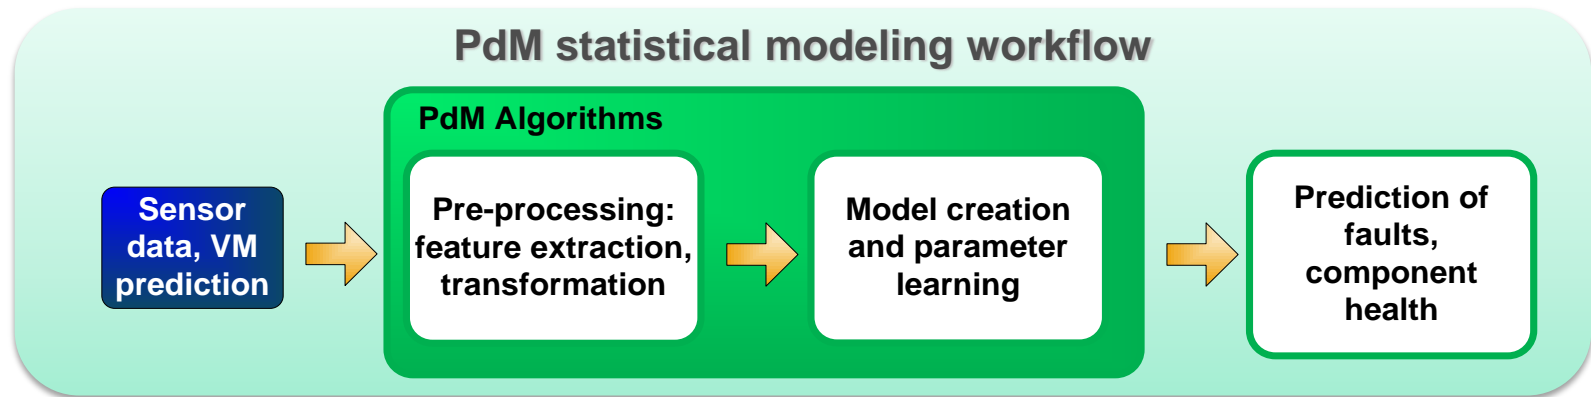 PdM statistical modeling workflow
PdM Algorithms
Sensor
data, VM
prediction
Pre-processing:
feature extraction,
transformation
Model creation
and parameter
learning
Prediction of
faults,
component
health